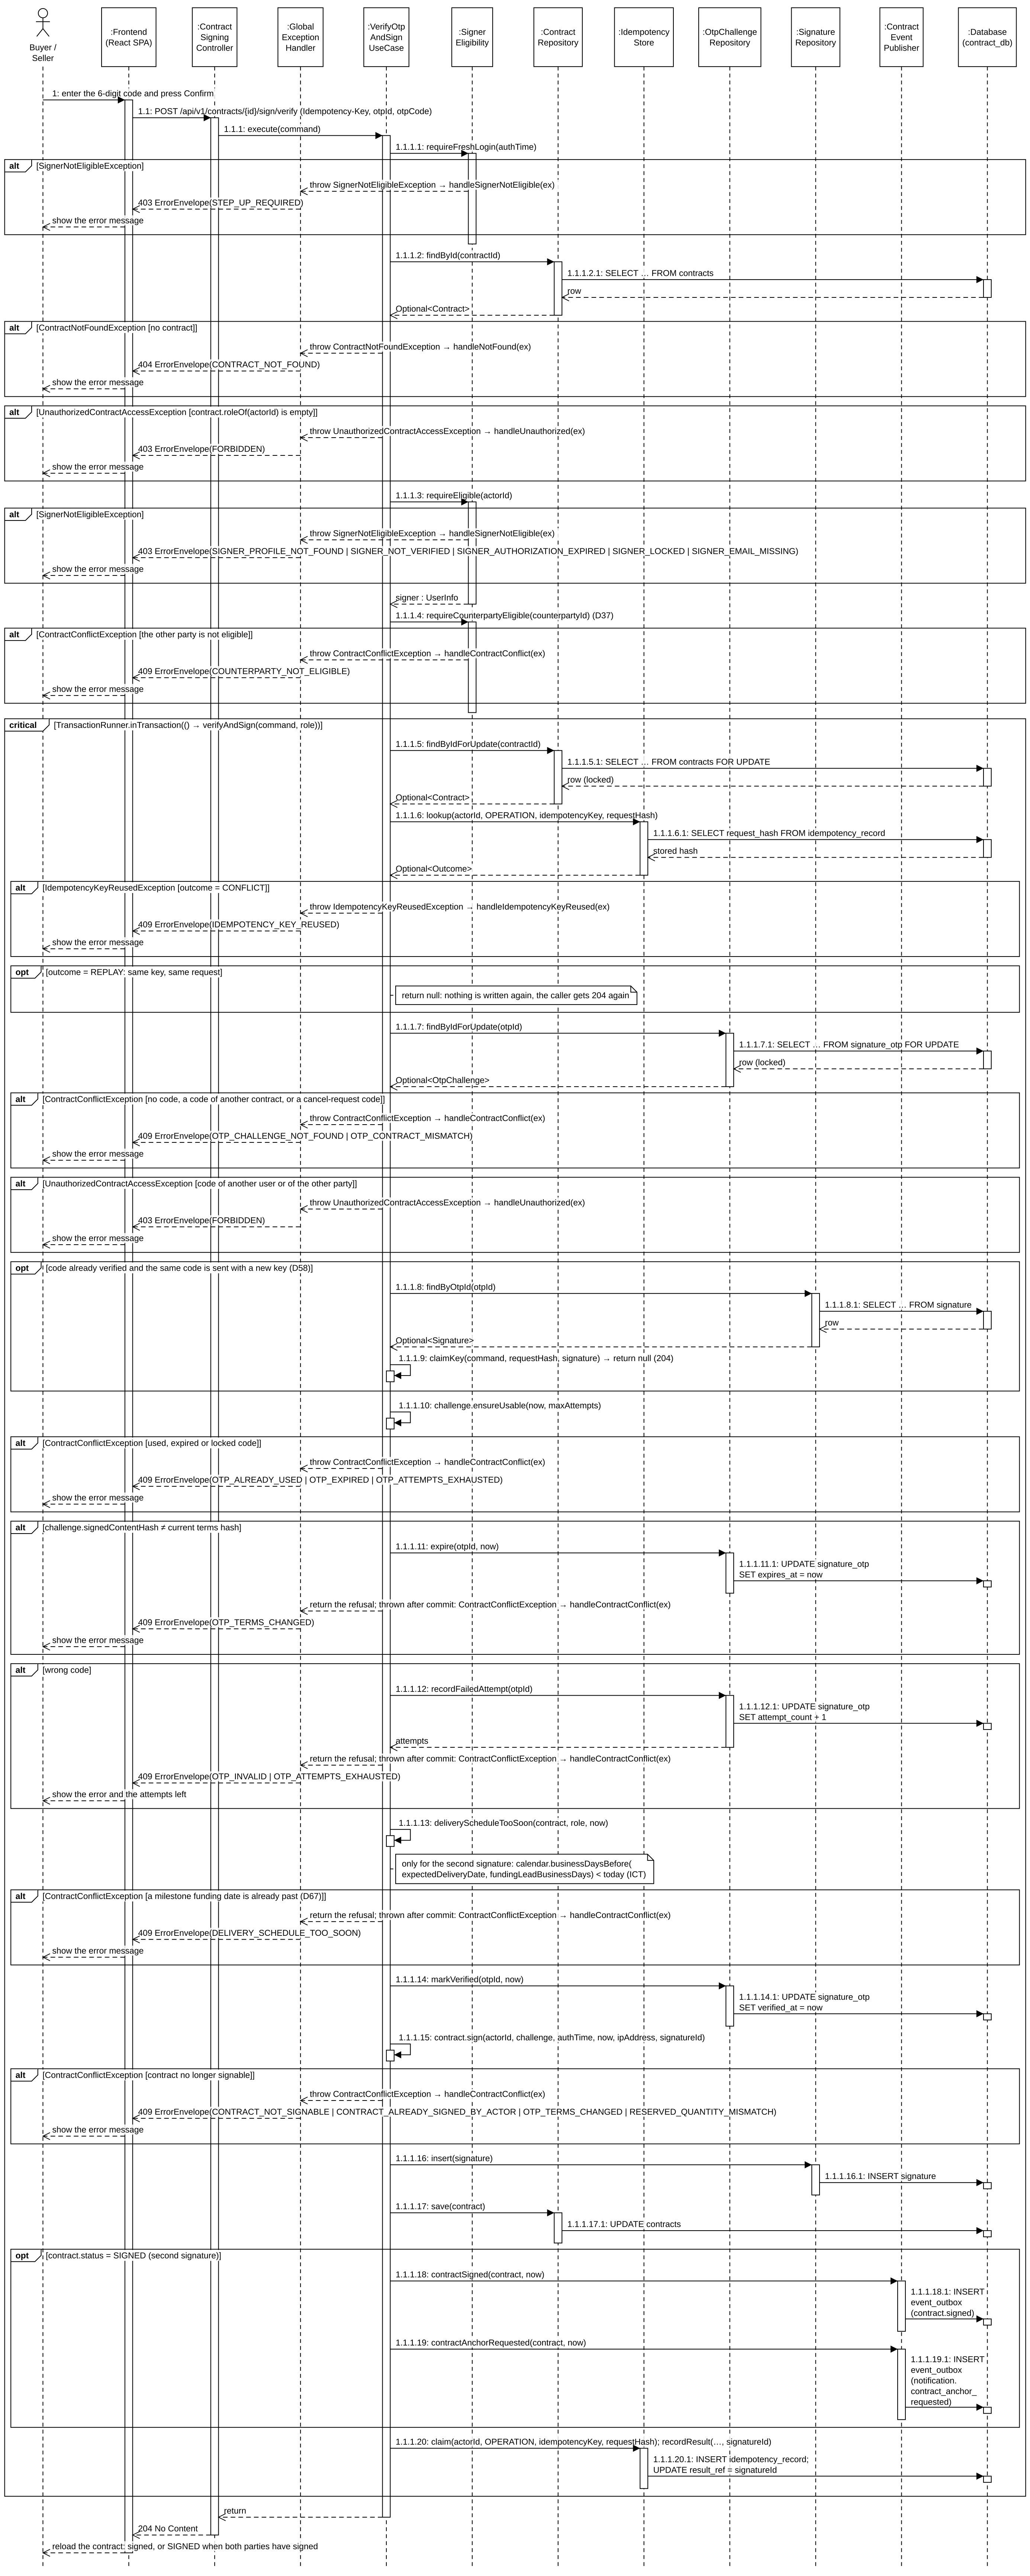 Buyer /
Seller
:Frontend
(React SPA)
:Contract
Signing
Controller
:Global
Exception
Handler
:VerifyOtp
AndSign
UseCase
:Signer
Eligibility
:Contract
Repository
:Idempotency
Store
:OtpChallenge
Repository
:Signature
Repository
:Contract
Event
Publisher
:Database
(contract_db)
1: enter the 6-digit code and press Confirm
1.1: POST /api/v1/contracts/{id}/sign/verify (Idempotency-Key, otpId, otpCode)
1.1.1: execute(command)
1.1.1.1: requireFreshLogin(authTime)
alt [SignerNotEligibleException]
throw SignerNotEligibleException → handleSignerNotEligible(ex)
403 ErrorEnvelope(STEP_UP_REQUIRED)
show the error message
1.1.1.2: findById(contractId)
1.1.1.2.1: SELECT … FROM contracts
row
Optional<Contract>
alt [ContractNotFoundException [no contract]]
throw ContractNotFoundException → handleNotFound(ex)
404 ErrorEnvelope(CONTRACT_NOT_FOUND)
show the error message
alt [UnauthorizedContractAccessException [contract.roleOf(actorId) is empty]]
throw UnauthorizedContractAccessException → handleUnauthorized(ex)
403 ErrorEnvelope(FORBIDDEN)
show the error message
1.1.1.3: requireEligible(actorId)
alt [SignerNotEligibleException]
throw SignerNotEligibleException → handleSignerNotEligible(ex)
403 ErrorEnvelope(SIGNER_PROFILE_NOT_FOUND | SIGNER_NOT_VERIFIED | SIGNER_AUTHORIZATION_EXPIRED | SIGNER_LOCKED | SIGNER_EMAIL_MISSING)
show the error message
signer : UserInfo
1.1.1.4: requireCounterpartyEligible(counterpartyId) (D37)
alt [ContractConflictException [the other party is not eligible]]
throw ContractConflictException → handleContractConflict(ex)
409 ErrorEnvelope(COUNTERPARTY_NOT_ELIGIBLE)
show the error message
critical [TransactionRunner.inTransaction(() → verifyAndSign(command, role))]
1.1.1.5: findByIdForUpdate(contractId)
1.1.1.5.1: SELECT … FROM contracts FOR UPDATE
row (locked)
Optional<Contract>
1.1.1.6: lookup(actorId, OPERATION, idempotencyKey, requestHash)
1.1.1.6.1: SELECT request_hash FROM idempotency_record
stored hash
Optional<Outcome>
alt [IdempotencyKeyReusedException [outcome = CONFLICT]]
throw IdempotencyKeyReusedException → handleIdempotencyKeyReused(ex)
409 ErrorEnvelope(IDEMPOTENCY_KEY_REUSED)
show the error message
opt [outcome = REPLAY: same key, same request]
return null: nothing is written again, the caller gets 204 again
1.1.1.7: findByIdForUpdate(otpId)
1.1.1.7.1: SELECT … FROM signature_otp FOR UPDATE
row (locked)
Optional<OtpChallenge>
alt [ContractConflictException [no code, a code of another contract, or a cancel-request code]]
throw ContractConflictException → handleContractConflict(ex)
409 ErrorEnvelope(OTP_CHALLENGE_NOT_FOUND | OTP_CONTRACT_MISMATCH)
show the error message
alt [UnauthorizedContractAccessException [code of another user or of the other party]]
throw UnauthorizedContractAccessException → handleUnauthorized(ex)
403 ErrorEnvelope(FORBIDDEN)
show the error message
opt [code already verified and the same code is sent with a new key (D58)]
1.1.1.8: findByOtpId(otpId)
1.1.1.8.1: SELECT … FROM signature
row
Optional<Signature>
1.1.1.9: claimKey(command, requestHash, signature) → return null (204)
1.1.1.10: challenge.ensureUsable(now, maxAttempts)
alt [ContractConflictException [used, expired or locked code]]
throw ContractConflictException → handleContractConflict(ex)
409 ErrorEnvelope(OTP_ALREADY_USED | OTP_EXPIRED | OTP_ATTEMPTS_EXHAUSTED)
show the error message
alt [challenge.signedContentHash ≠ current terms hash]
1.1.1.11: expire(otpId, now)
1.1.1.11.1: UPDATE signature_otp
SET expires_at = now
return the refusal; thrown after commit: ContractConflictException → handleContractConflict(ex)
409 ErrorEnvelope(OTP_TERMS_CHANGED)
show the error message
alt [wrong code]
1.1.1.12: recordFailedAttempt(otpId)
1.1.1.12.1: UPDATE signature_otp
SET attempt_count + 1
attempts
return the refusal; thrown after commit: ContractConflictException → handleContractConflict(ex)
409 ErrorEnvelope(OTP_INVALID | OTP_ATTEMPTS_EXHAUSTED)
show the error and the attempts left
1.1.1.13: deliveryScheduleTooSoon(contract, role, now)
only for the second signature: calendar.businessDaysBefore(
expectedDeliveryDate, fundingLeadBusinessDays) < today (ICT)
alt [ContractConflictException [a milestone funding date is already past (D67)]]
return the refusal; thrown after commit: ContractConflictException → handleContractConflict(ex)
409 ErrorEnvelope(DELIVERY_SCHEDULE_TOO_SOON)
show the error message
1.1.1.14: markVerified(otpId, now)
1.1.1.14.1: UPDATE signature_otp
SET verified_at = now
1.1.1.15: contract.sign(actorId, challenge, authTime, now, ipAddress, signatureId)
alt [ContractConflictException [contract no longer signable]]
throw ContractConflictException → handleContractConflict(ex)
409 ErrorEnvelope(CONTRACT_NOT_SIGNABLE | CONTRACT_ALREADY_SIGNED_BY_ACTOR | OTP_TERMS_CHANGED | RESERVED_QUANTITY_MISMATCH)
show the error message
1.1.1.16: insert(signature)
1.1.1.16.1: INSERT signature
1.1.1.17: save(contract)
1.1.1.17.1: UPDATE contracts
opt [contract.status = SIGNED (second signature)]
1.1.1.18: contractSigned(contract, now)
1.1.1.18.1: INSERT
event_outbox
(contract.signed)
1.1.1.19: contractAnchorRequested(contract, now)
1.1.1.19.1: INSERT
event_outbox
(notification.
contract_anchor_
requested)
1.1.1.20: claim(actorId, OPERATION, idempotencyKey, requestHash); recordResult(…, signatureId)
1.1.1.20.1: INSERT idempotency_record;
UPDATE result_ref = signatureId
return
204 No Content
reload the contract: signed, or SIGNED when both parties have signed